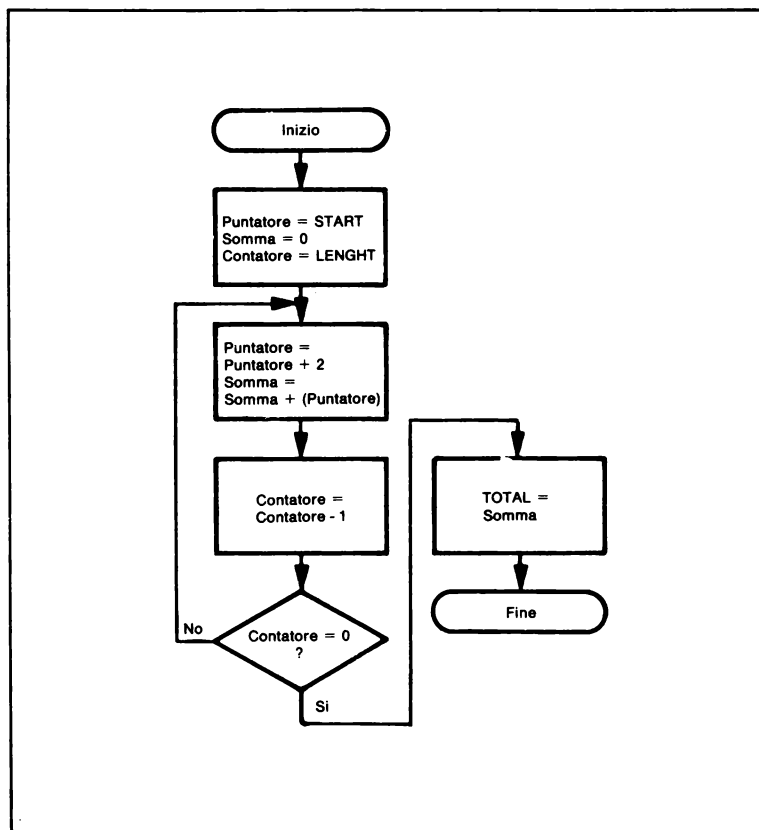 Inizio
Puntatore = START
Somma = 0
Contatore = LENGHT
Puntatore =
Puntatore + 2
Somma =
Somma + (Puntatore)
Contatore =
Contatore - 1
Contatore = 0
?
No
Si
TOTAL =
Somma
Fine